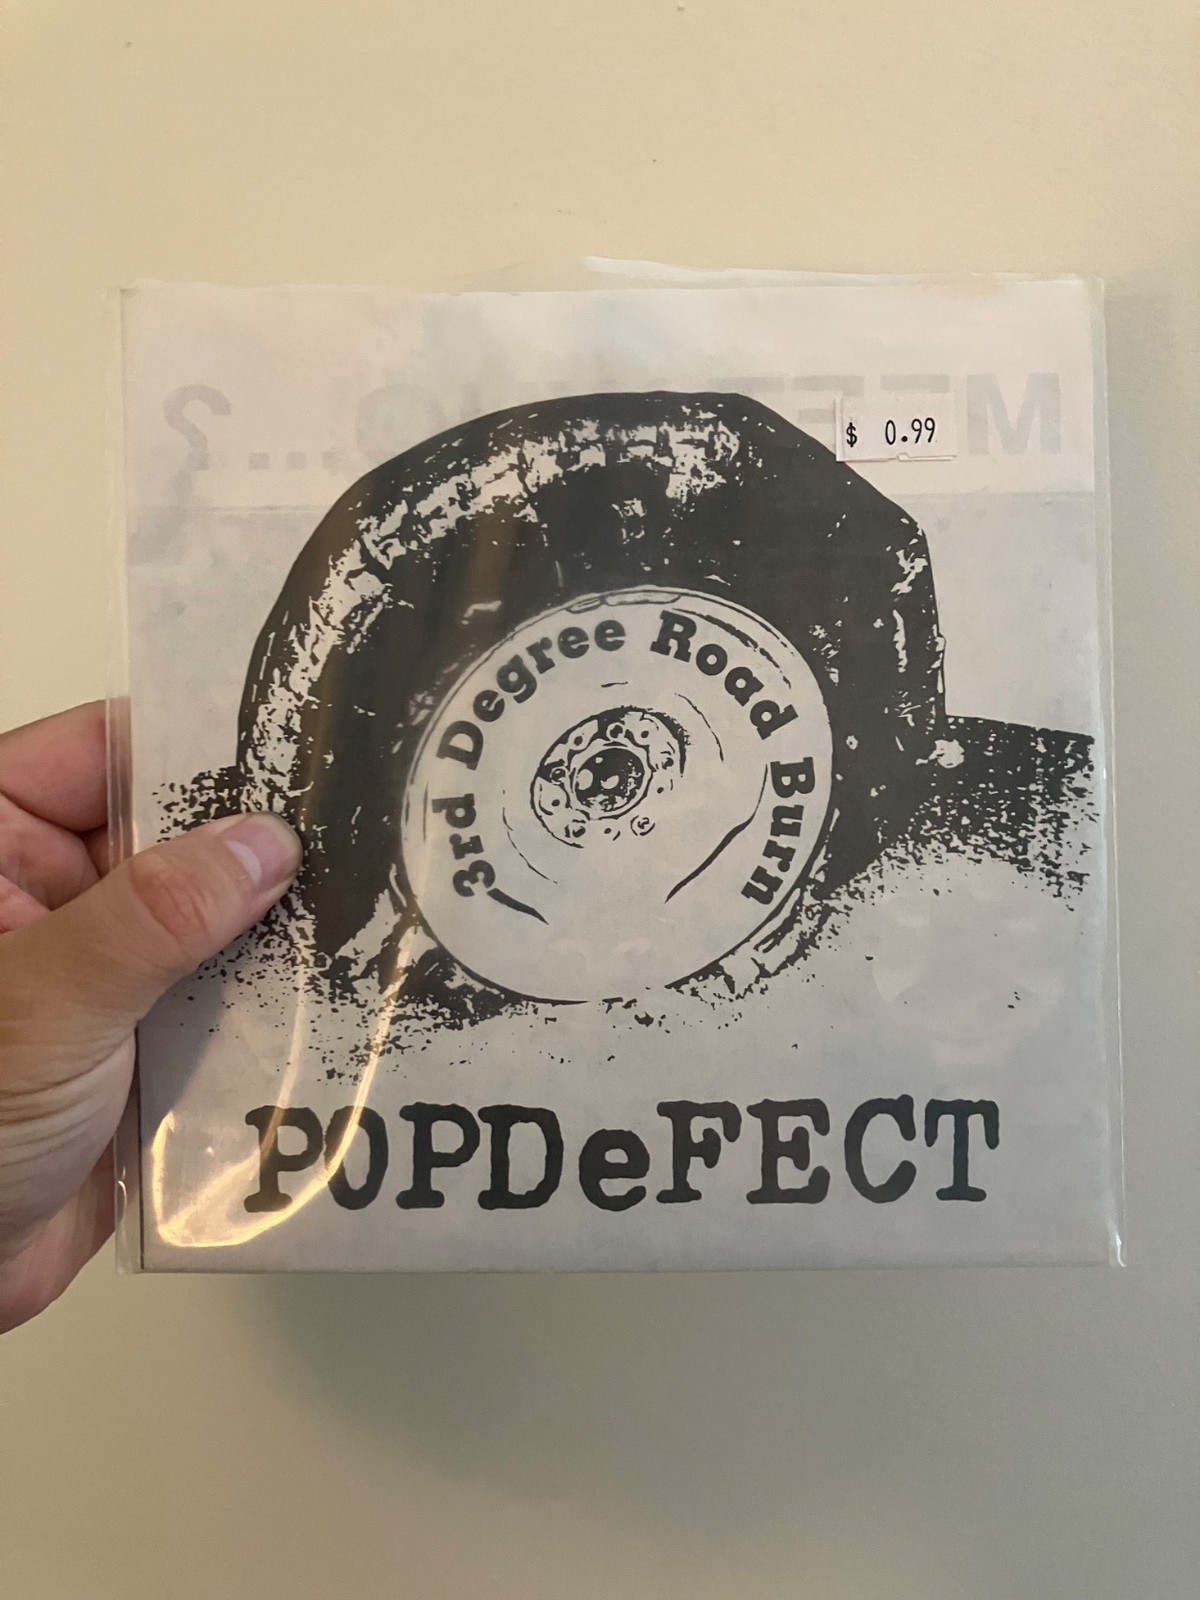 $ 0.99
3rd Degree Road Burn
POPDeFECT